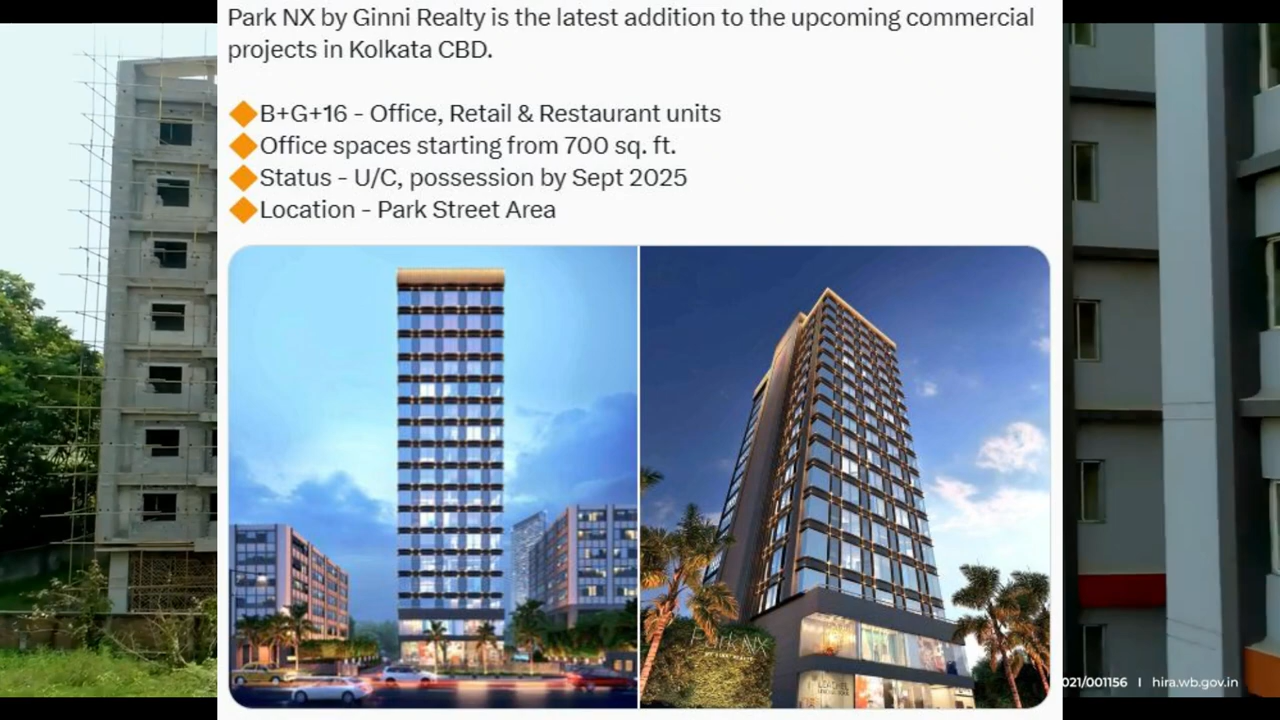 Park NX by Ginni Realty is the latest addition to the upcoming commercial
projects in Kolkata CBD.
🔶B+G+16 - Office, Retail & Restaurant units
🔶Office spaces starting from 700 sq. ft.
🔶Status - U/C, possession by Sept 2025
🔶Location - Park Street Area
Park NX
021/001156 I hira.wb.gov.in